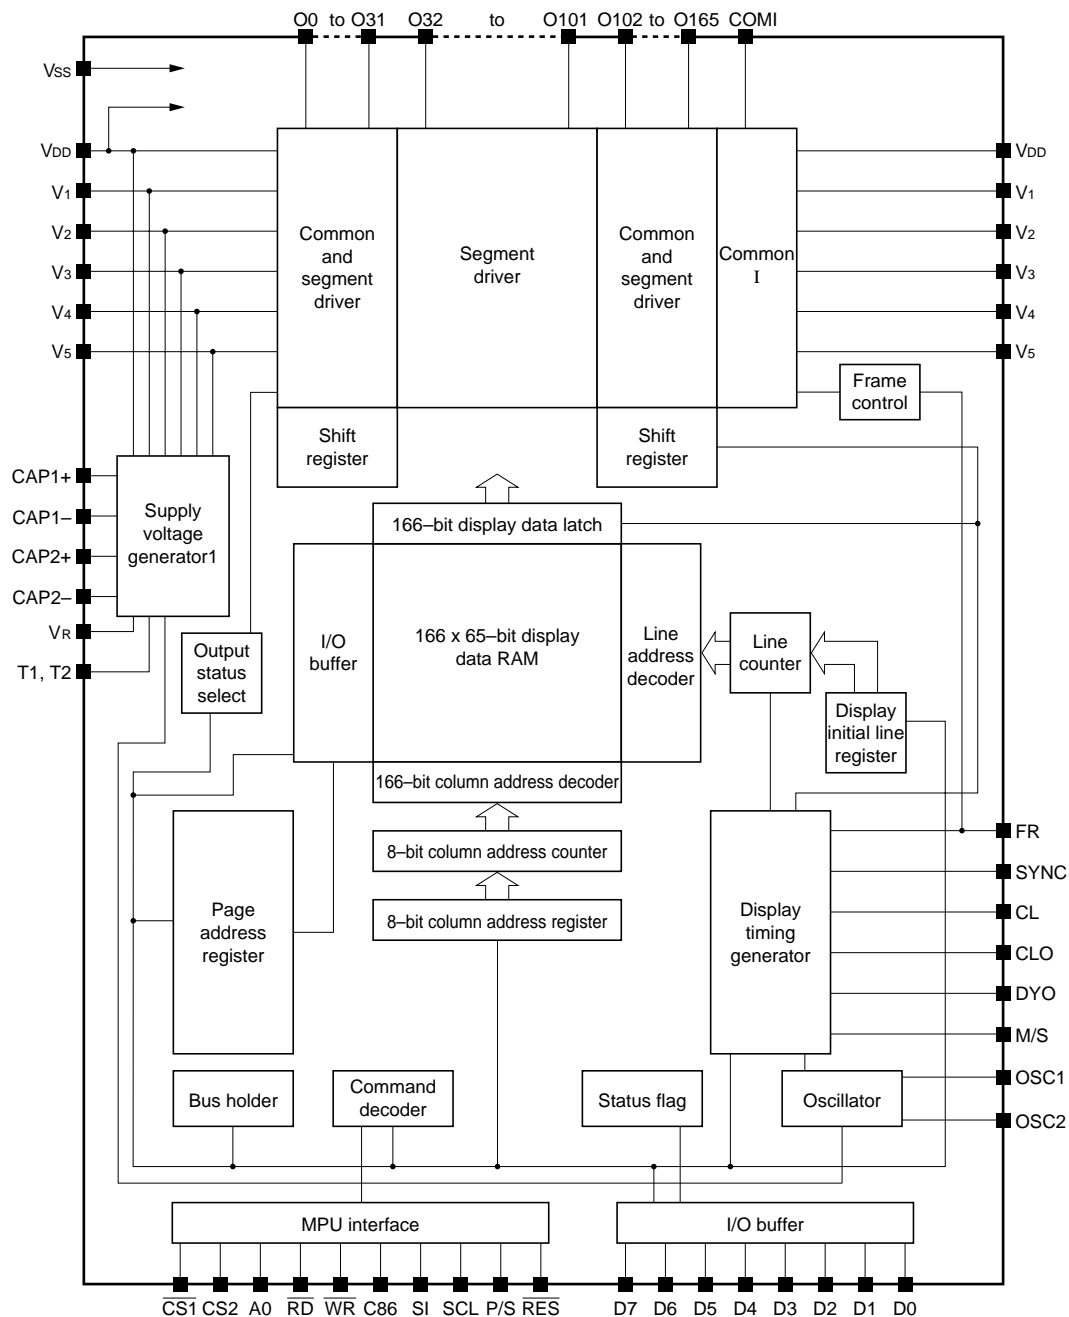 O0 to O31 O32 to O101 O102 to O165 COMI
VSS
VDD
V1
V2
V3
V4
V5
VDD
V1
V2
V3
V4
V5
Common
and
segment
driver
Segment
driver
Common
and
segment
driver
Common
I
Frame
control
Shift
register
Shift
register
CAP1+
CAP1–
CAP2+
CAP2–
VR
T1, T2
Supply
voltage
generator1
166–bit display data latch
Output
status
select
I/O
buffer
166 x 65–bit display
data RAM
Line
address
decoder
Line
counter
Display
initial line
register
166–bit column address decoder
8–bit column address counter
8–bit column address register
Page
address
register
Display
timing
generator
FR
SYNC
CL
CLO
DYO
M/S
OSC1
OSC2
Bus holder
Command
decoder
Status flag
Oscillator
MPU interface
I/O buffer
CS1 CS2 A0 RD WR C86 SI SCL P/S RES D7 D6 D5 D4 D3 D2 D1 D0